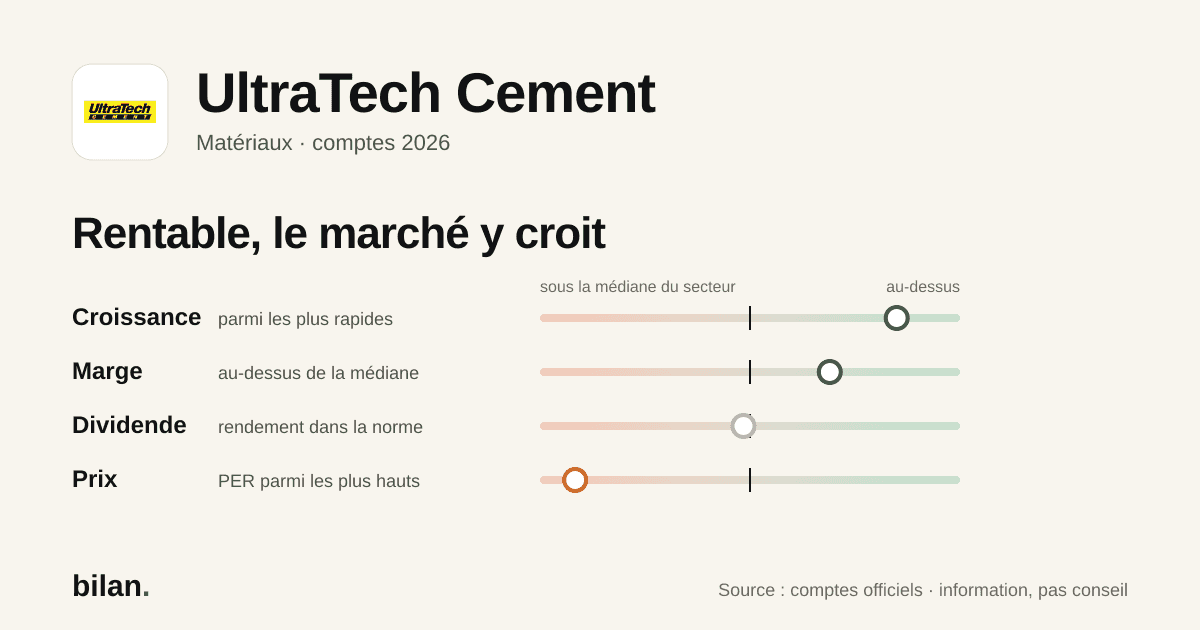 UltraTech
CEMENT
UltraTech Cement
Matériaux · comptes 2026
Rentable, le marché y croit
sous la médiane du secteur au-dessus
Croissance parmi les plus rapides
Marge au-dessus de la médiane
Dividende rendement dans la norme
Prix PER parmi les plus hauts
bilan.
Source : comptes officiels · information, pas conseil